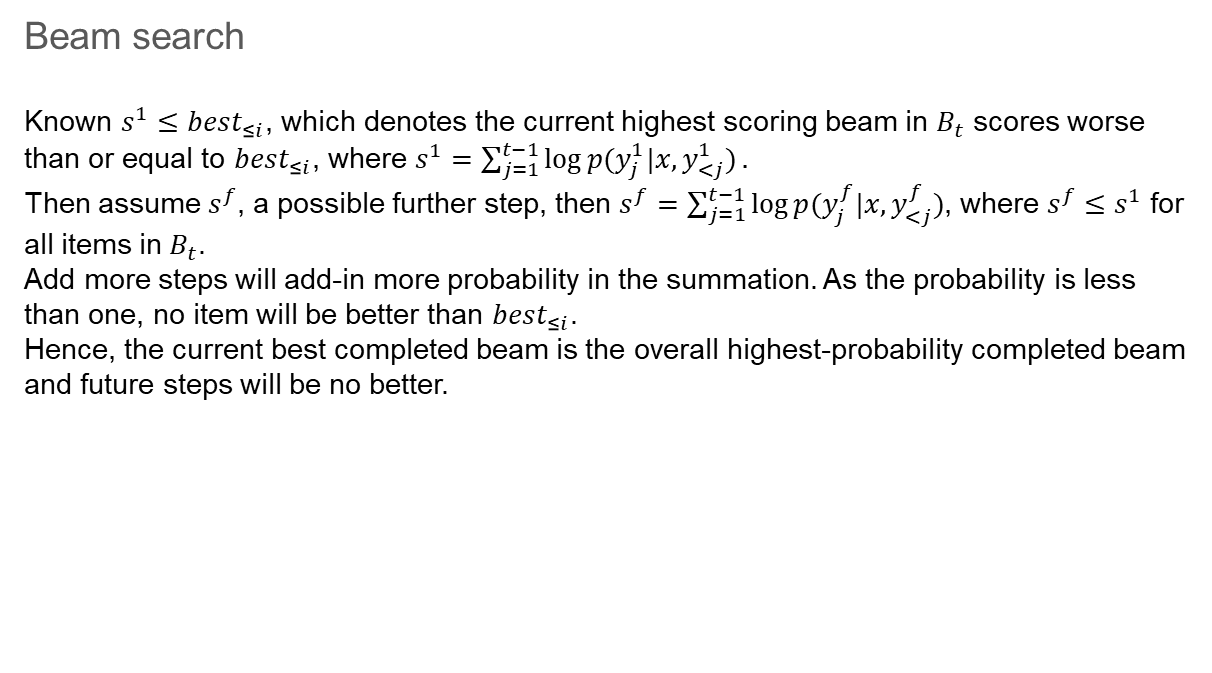 Beam search
Known s¹ ≤ best≤i, which denotes the current highest scoring beam in Bₜ scores worse
than or equal to best≤i, where s¹ = ∑_{j=1}^{t−1} log p(y_j^1|x, y_{<j}^1) .
Then assume s^f, a possible further step, then s^f = ∑_{j=1}^{t−1} log p(y_j^f |x, y_{<j}^f), where s^f ≤ s¹ for
all items in Bₜ.
Add more steps will add-in more probability in the summation. As the probability is less
than one, no item will be better than best≤i.
Hence, the current best completed beam is the overall highest-probability completed beam
and future steps will be no better.